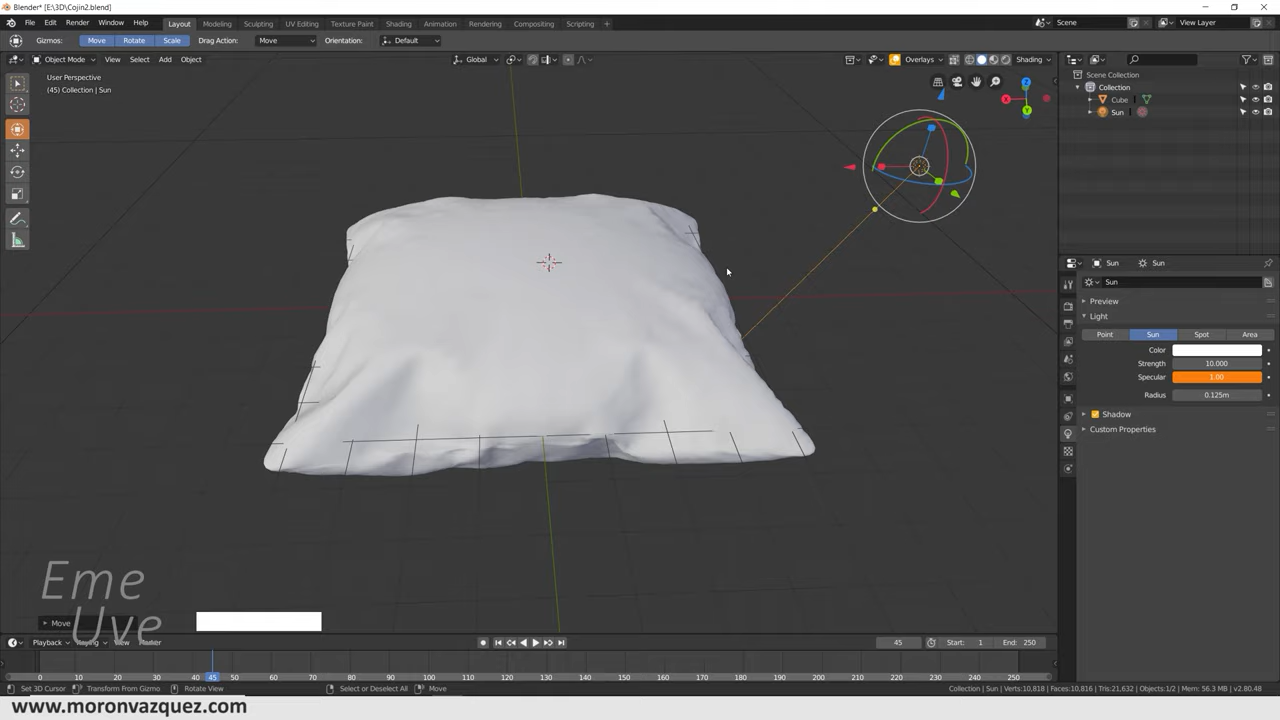 Blender* [E:\3D\Cojin2.blend]
File Edit Render Window Help Layout Modeling Sculpting UV Editing Texture Paint Shading Animation Rendering Compositing Scripting + Scene View Layer
Gizmos: Move Rotate Scale Drag Action: Move Orientation: Default
Object Mode View Select Add Object Global Overlays Shading
User Perspective
(45) Collection | Sun
Scene Collection
Collection
Cube
Sun
Sun Sun
Sun
Preview
Light
Point Sun Spot Area
Color
Strength 10.000
Specular 1.00
Radius 0.125m
Shadow
Custom Properties
X
Y
Z
Eme
Uve
Move
Playback Keying View Marker 45 Start: 1 End: 250
0 10 20 30 40 45 50 60 70 80 90 100 110 120 130 140 150 160 170 180 190 200 210 220 230 240 250
Set 3D Cursor Transform From Gizmo Rotate View Select or Deselect All Move Collection | Sun | Verts:10,818 | Faces:10,816 | Tris:21,632 | Objects:1/2 | Mem: 56.3 MB | v2.80.48
www.moronvazquez.com